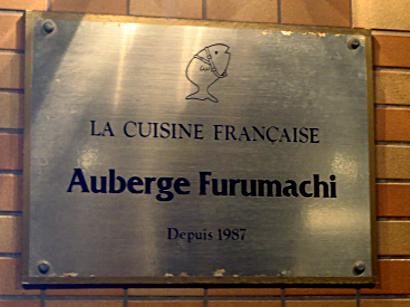 LA CUISINE FRANÇAISE
Auberge Furumachi
Depuis 1987